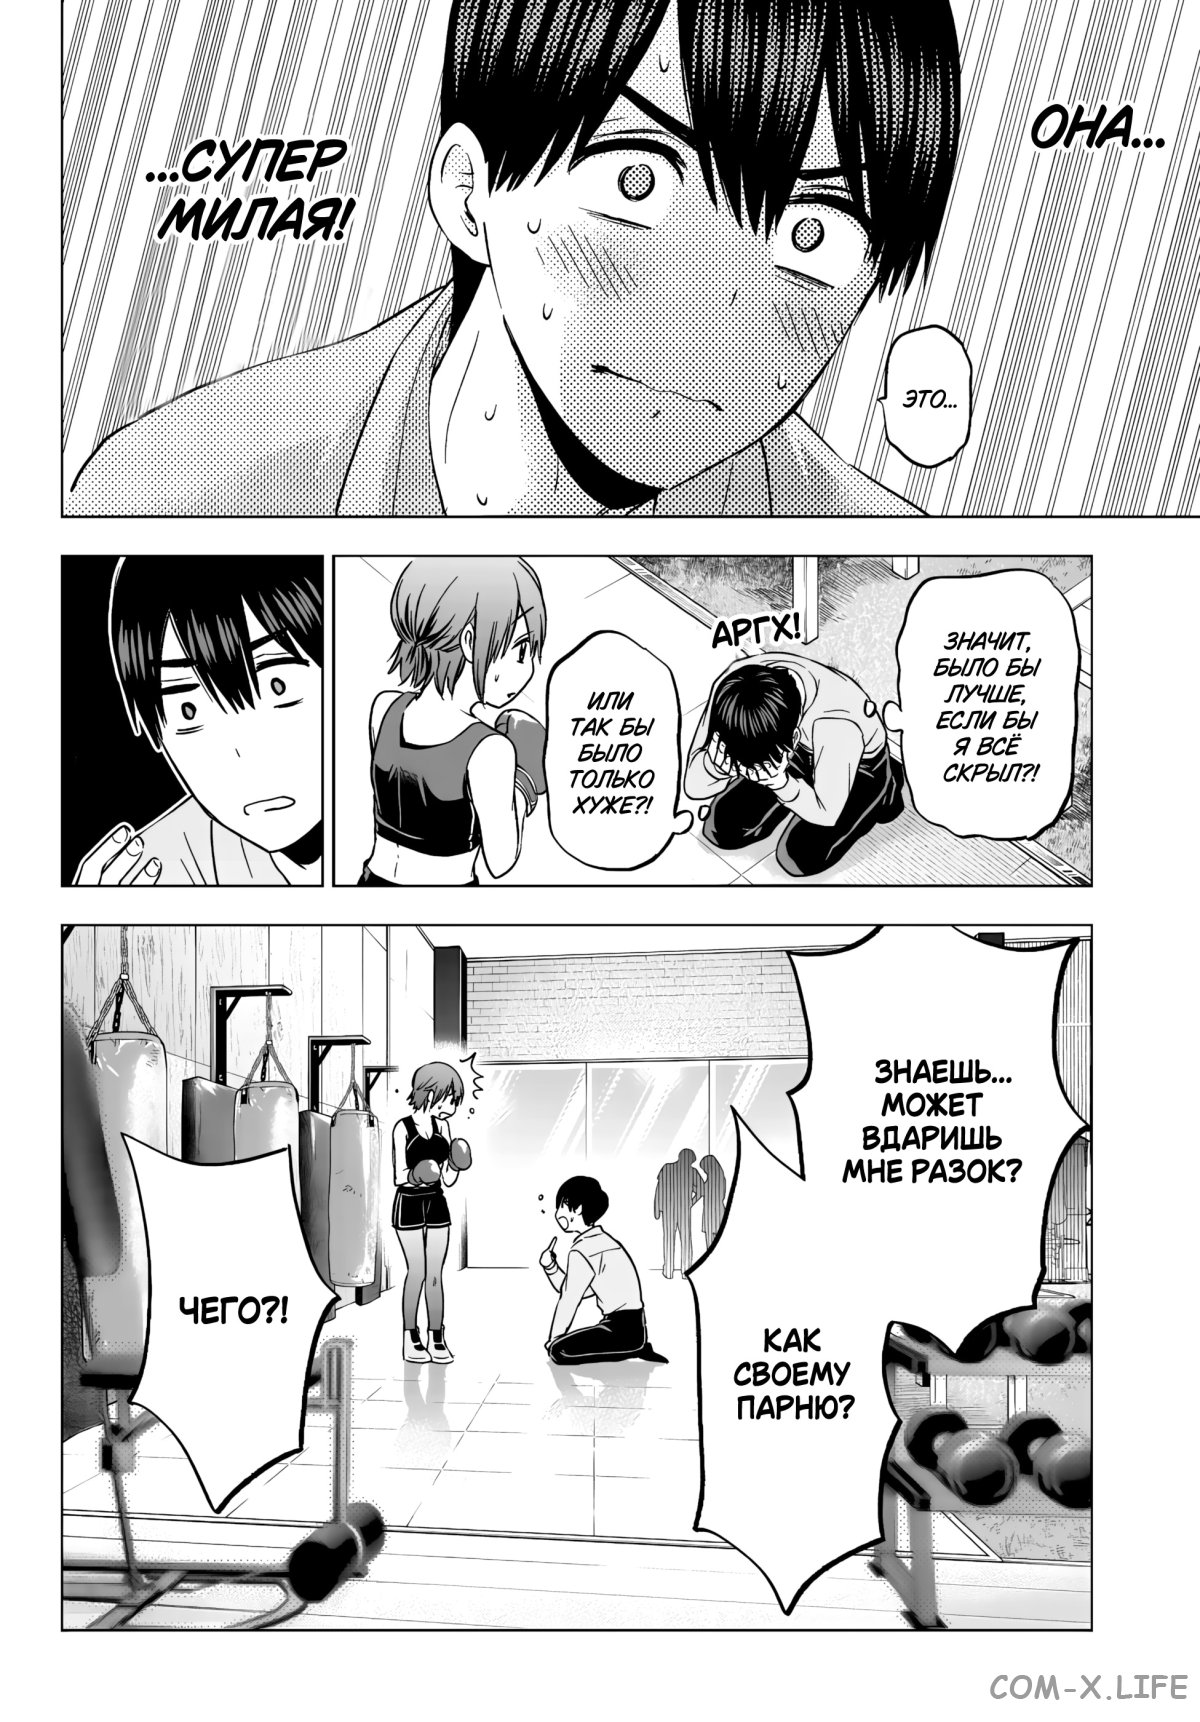 ОНА...
...СУПЕР
МИЛАЯ!
ЭТО...
ЗНАЧИТ,
БЫЛО БЫ
ЛУЧШЕ,
ЕСЛИ БЫ
Я ВСЁ
СКРЫЛ?!
АРГХ!
ИЛИ
ТАК БЫ
БЫЛО
ТОЛЬКО
ХУЖЕ?!
ЗНАЕШЬ...
МОЖЕТ
ВДАРИШЬ
МНЕ РАЗОК?
КАК
СВОЕМУ
ПАРНЮ?
ЧЕГО?!
COM-X.LIFE